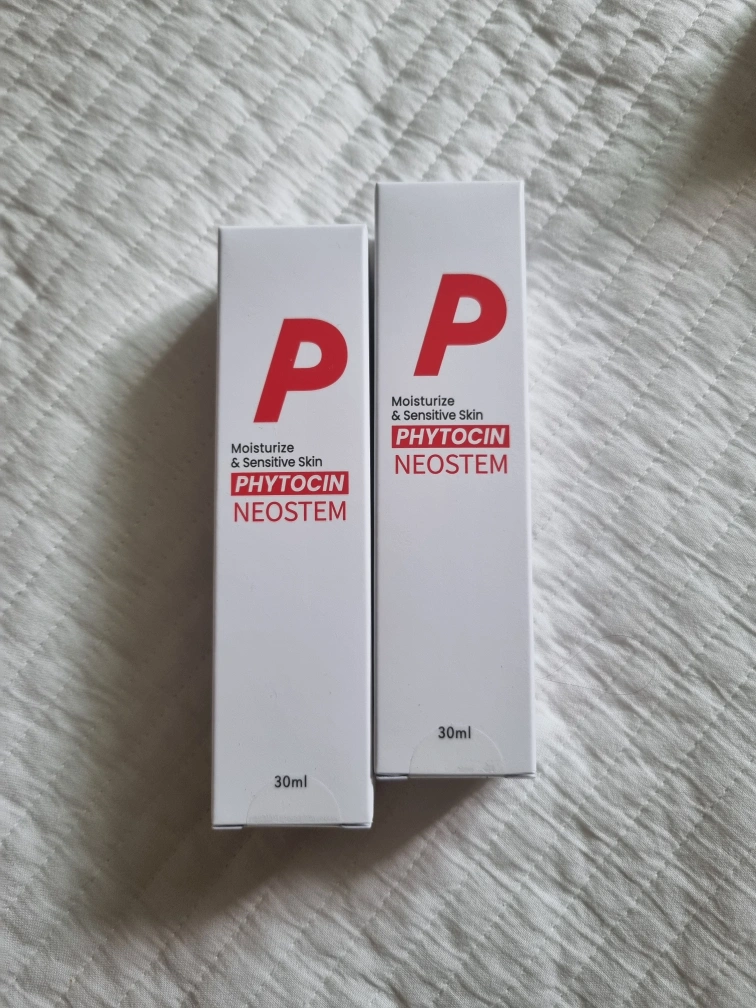 P
Moisturize
& Sensitive Skin
PHYTOCIN
NEOSTEM
30ml
P
Moisturize
& Sensitive Skin
PHYTOCIN
NEOSTEM
30ml